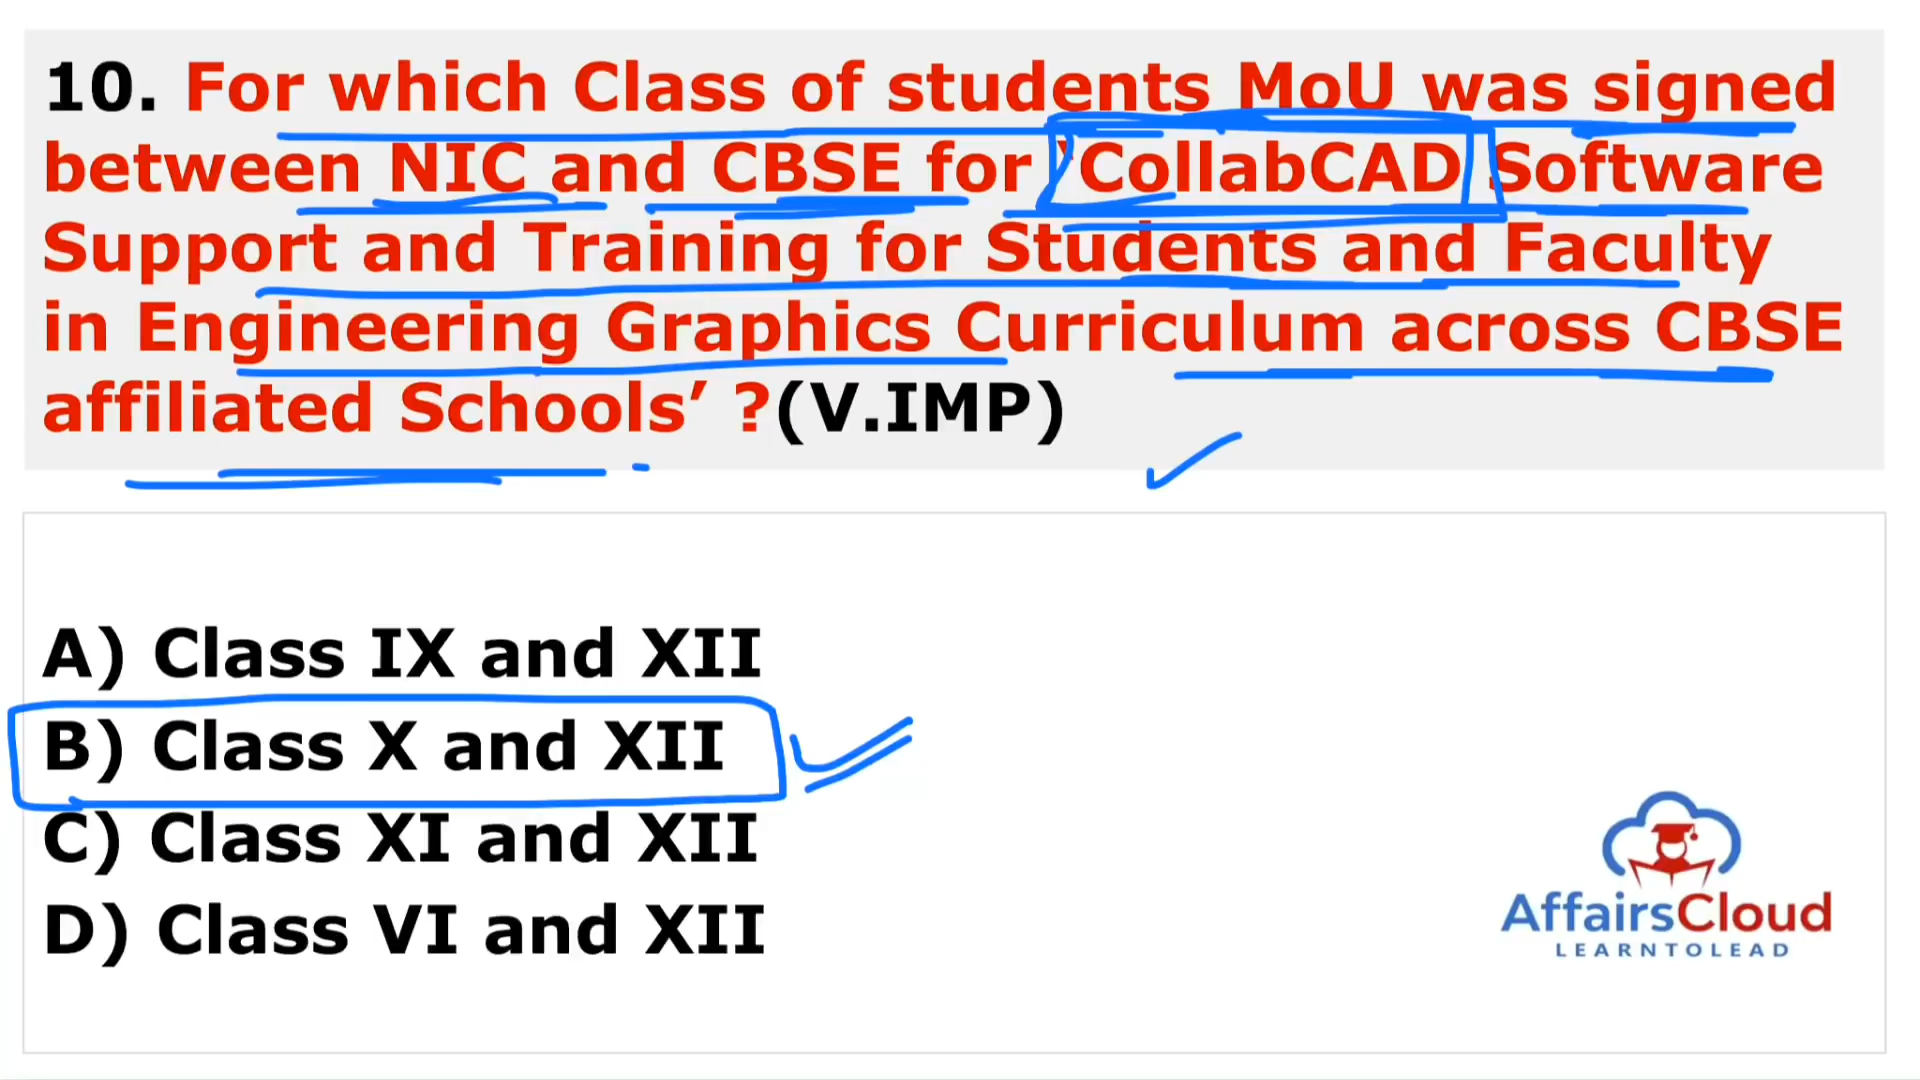 10. For which Class of students MoU was signed
between NIC and CBSE for ‘CollabCAD Software
Support and Training for Students and Faculty
in Engineering Graphics Curriculum across CBSE
affiliated Schools’ ?(V.IMP)
A) Class IX and XII
B) Class X and XII
C) Class XI and XII
D) Class VI and XII
AffairsCloud
LEARNTOLEAD